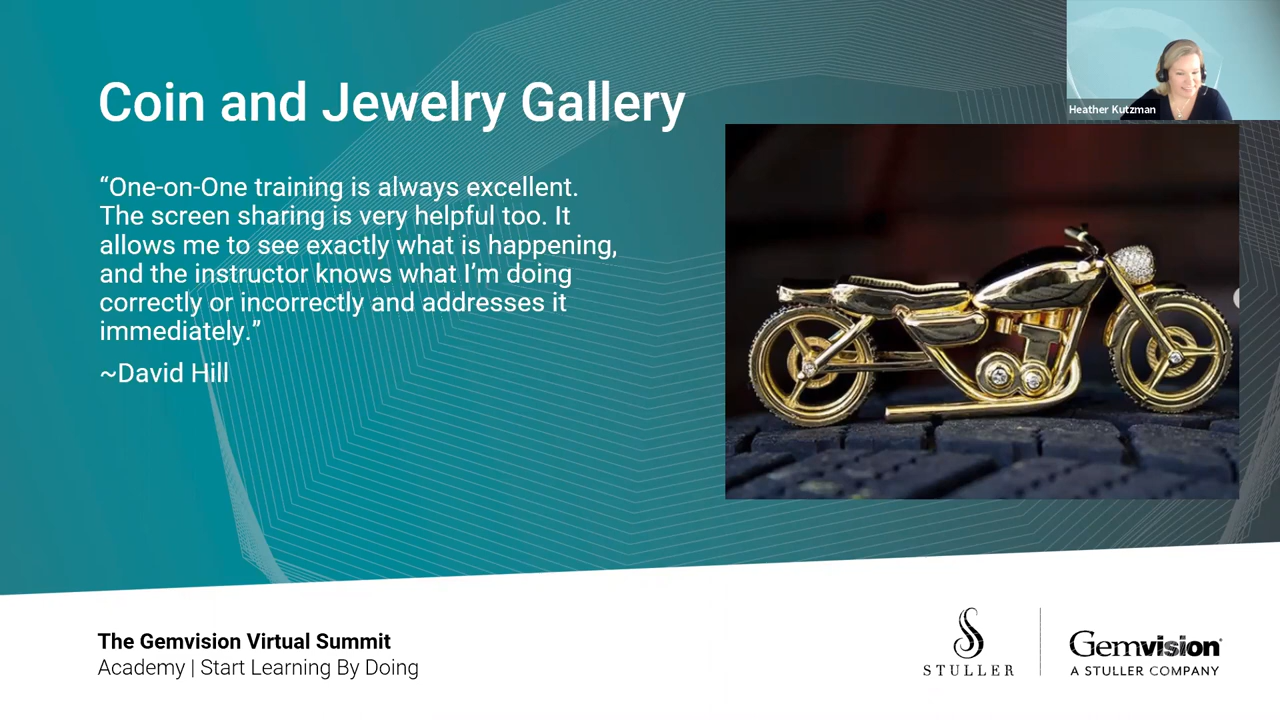 Coin and Jewelry Gallery
Heather Kutzman
“One-on-One training is always excellent.
The screen sharing is very helpful too. It
allows me to see exactly what is happening,
and the instructor knows what I’m doing
correctly or incorrectly and addresses it
immediately.”
~David Hill
The Gemvision Virtual Summit
Academy | Start Learning By Doing
STULLER
Gemvision
A STULLER COMPANY